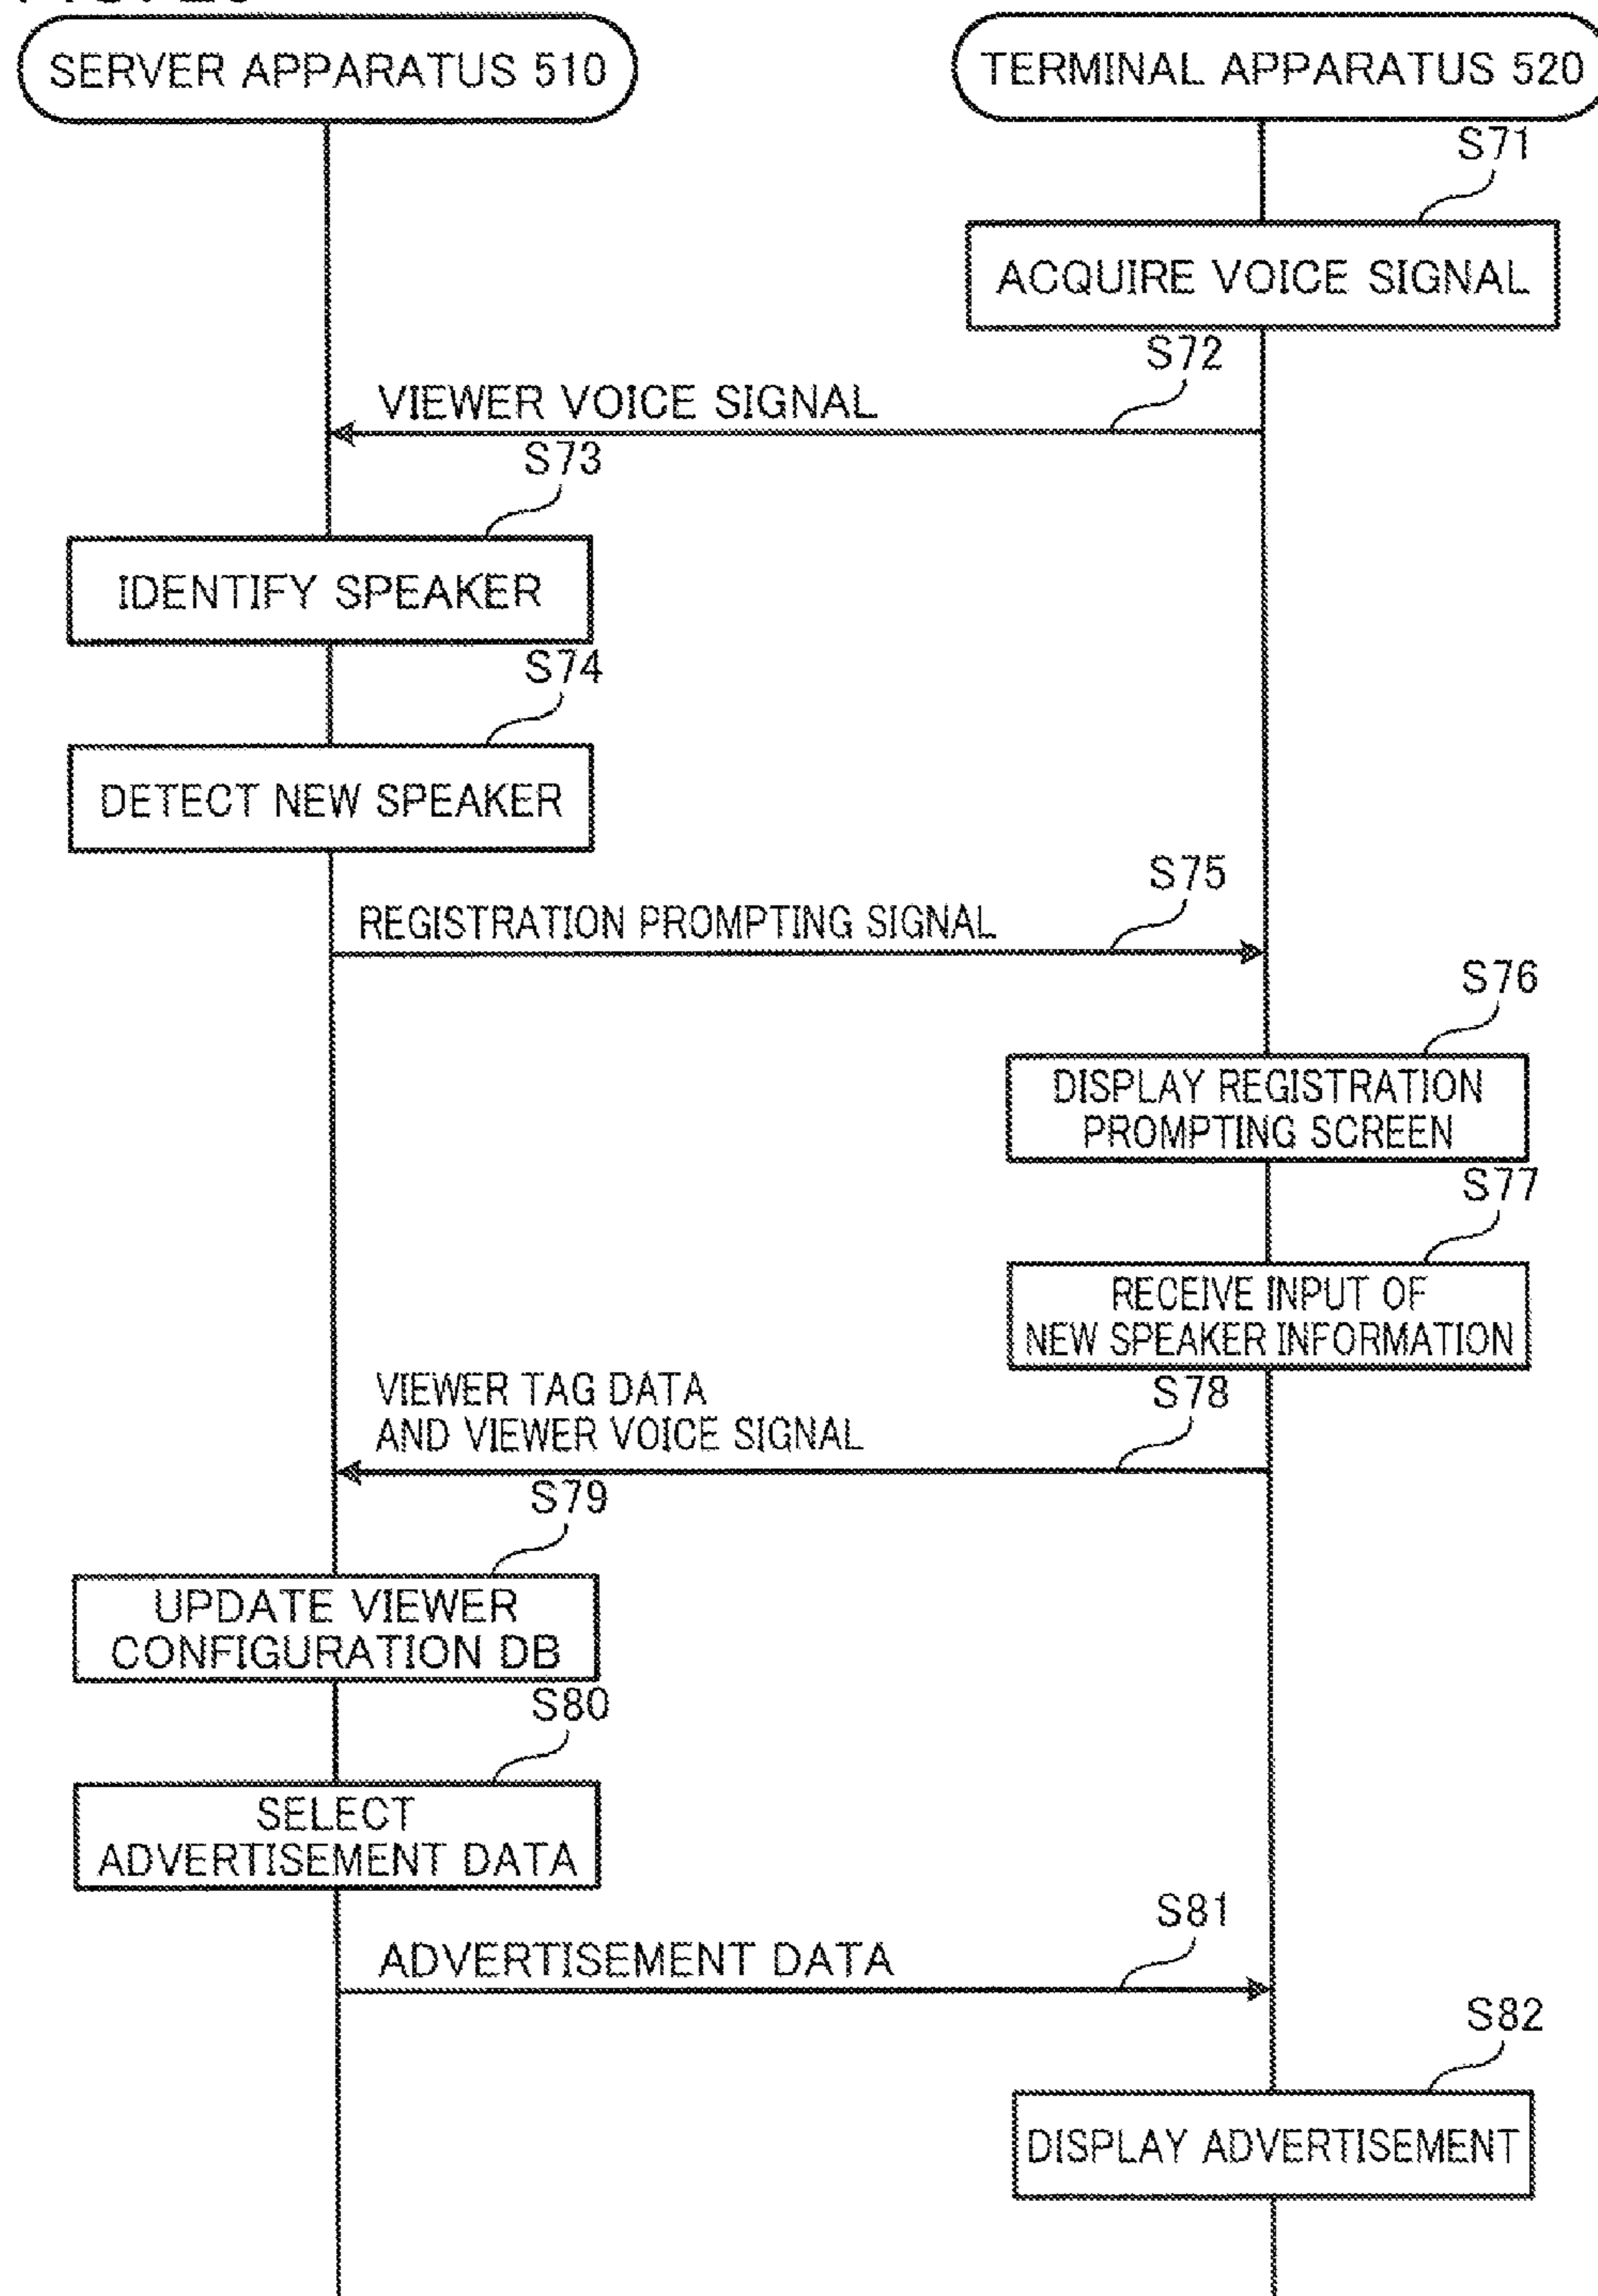 SERVER APPARATUS 510
TERMINAL APPARATUS 520
S71
ACQUIRE VOICE SIGNAL
S72
VIEWER VOICE SIGNAL
S73
IDENTIFY SPEAKER
S74
DETECT NEW SPEAKER
S75
REGISTRATION PROMPTING SIGNAL
S76
DISPLAY REGISTRATION
PROMPTING SCREEN
S77
RECEIVE INPUT OF
NEW SPEAKER INFORMATION
S78
VIEWER TAG DATA
AND VIEWER VOICE SIGNAL
S79
UPDATE VIEWER
CONFIGURATION DB
S80
SELECT
ADVERTISEMENT DATA
S81
ADVERTISEMENT DATA
S82
DISPLAY ADVERTISEMENT